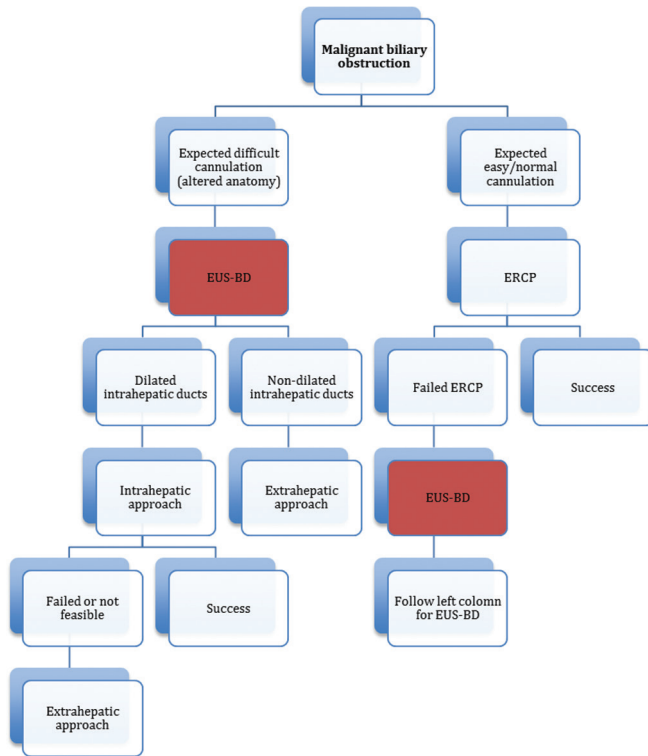 Malignant biliary
obstruction
Expected difficult
cannulation
(altered anatomy)
Expected
easy/normal
cannulation
EUS-BD
ERCP
Dilated
intrahepatic ducts
Non-dilated
intrahepatic ducts
Failed ERCP
Success
Intrahepatic
approach
Extrahepatic
approach
EUS-BD
Failed or not
feasible
Success
Follow left colomn
for EUS-BD
Extrahepatic
approach